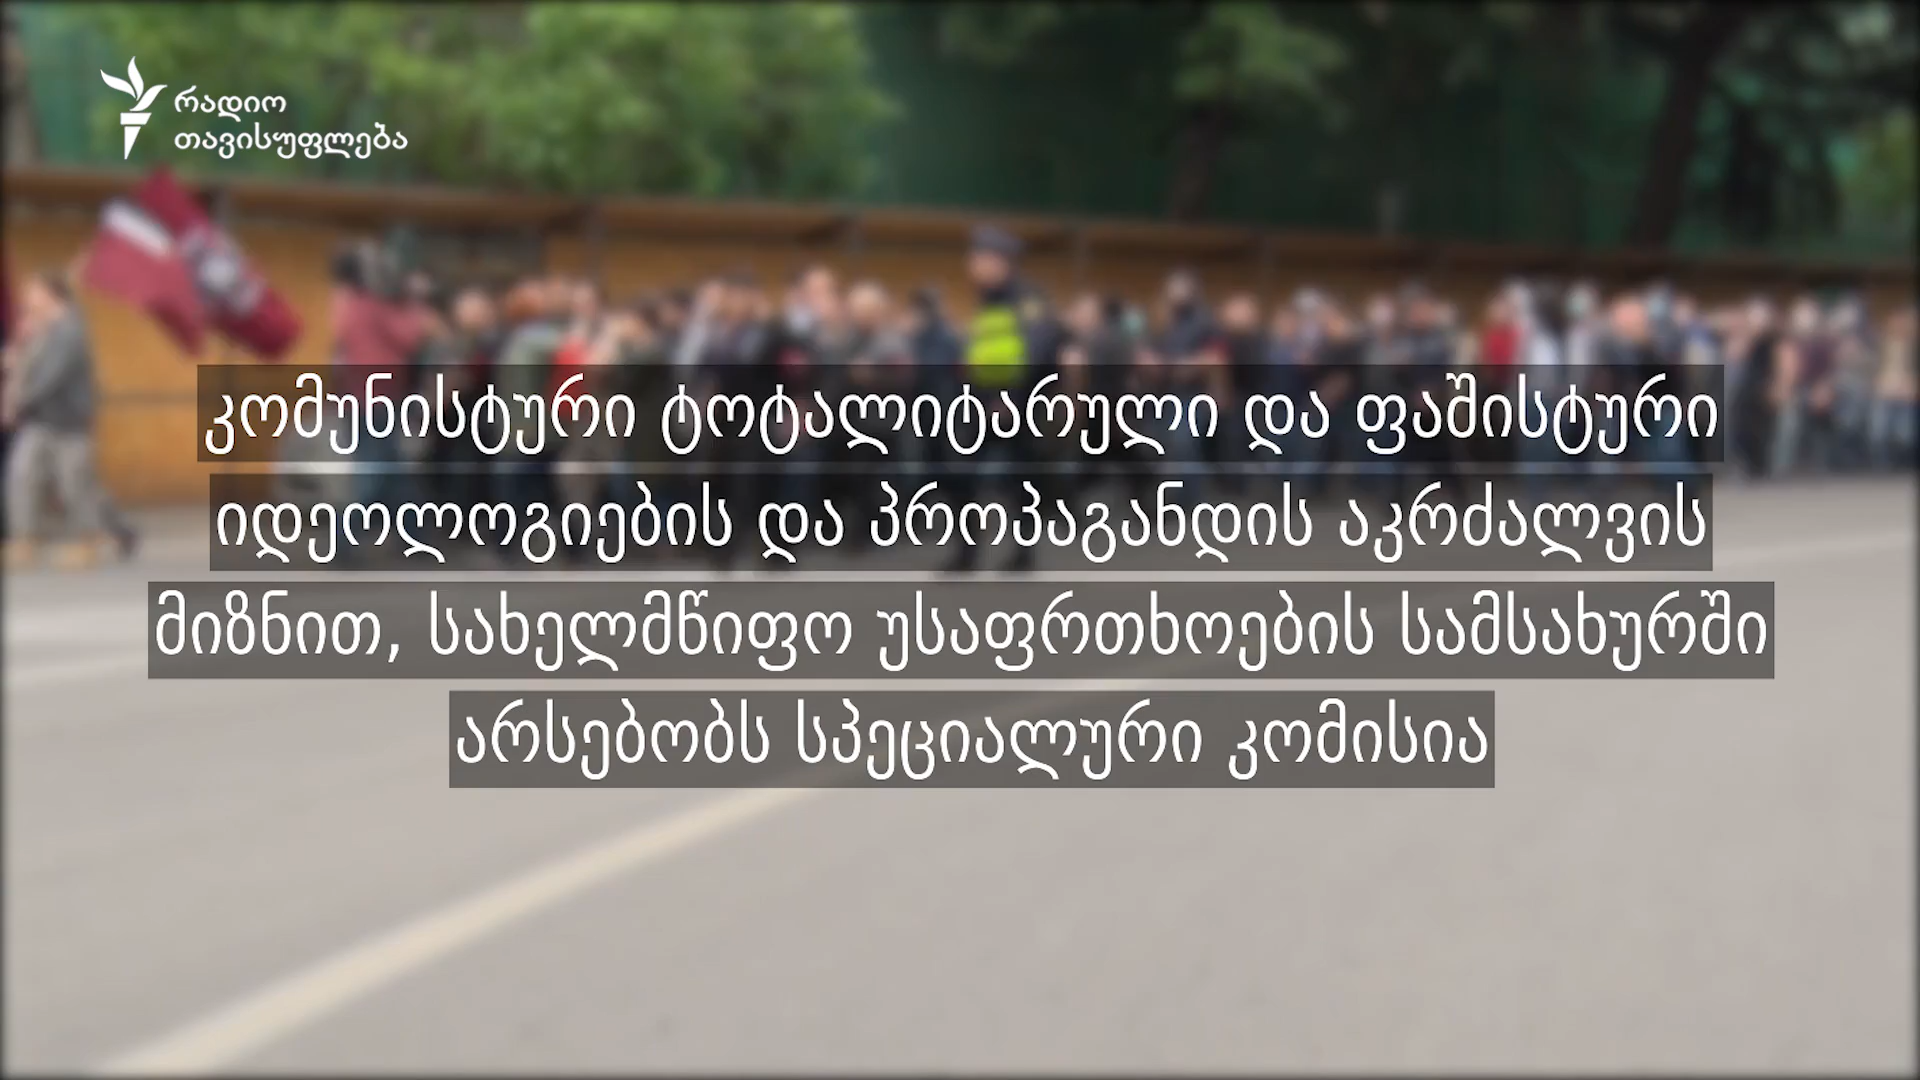 რადიო
თავისუფლება
კომუნისტური ტოტალიტარული და ფაშისტური
იდეოლოგიების და პროპაგანდის აკრძალვის
მიზნით, სახელმწიფო უსაფრთხოების სამსახურში
არსებობს სპეციალური კომისია